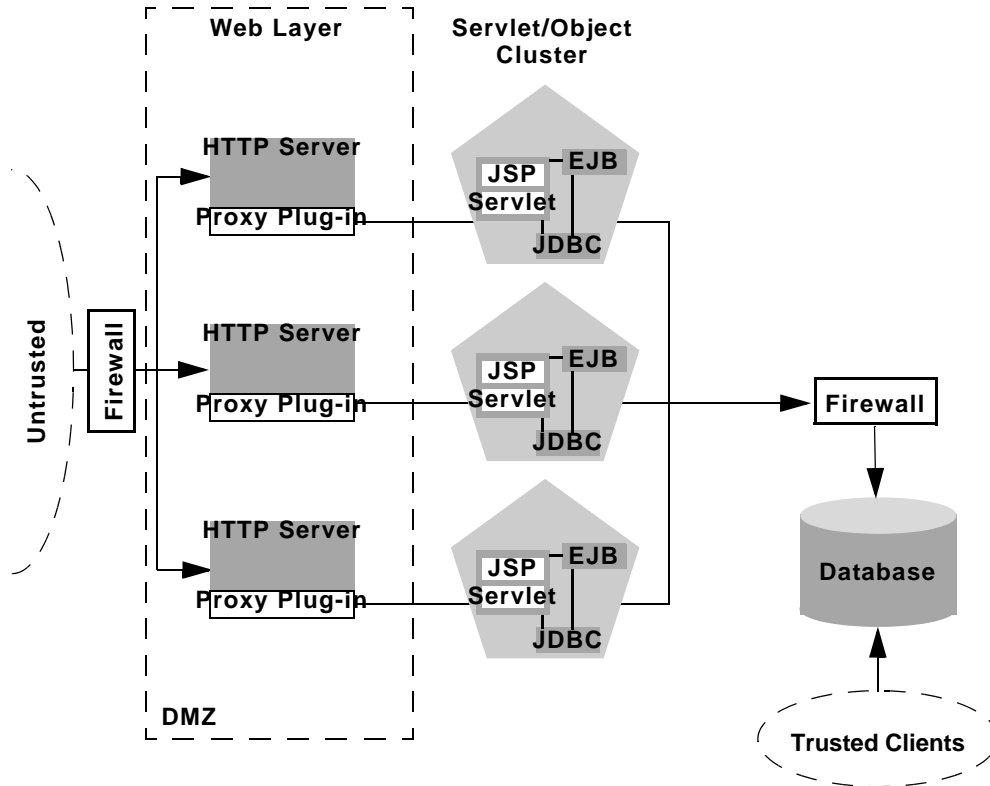 Web Layer
Servlet/Object
Cluster
HTTP Server
Proxy Plug-in
JSP
Servlet
EJB
JDBC
Untrusted
Firewall
HTTP Server
Proxy Plug-in
JSP
Servlet
EJB
JDBC
Firewall
HTTP Server
Proxy Plug-in
JSP
Servlet
EJB
JDBC
Database
DMZ
Trusted Clients